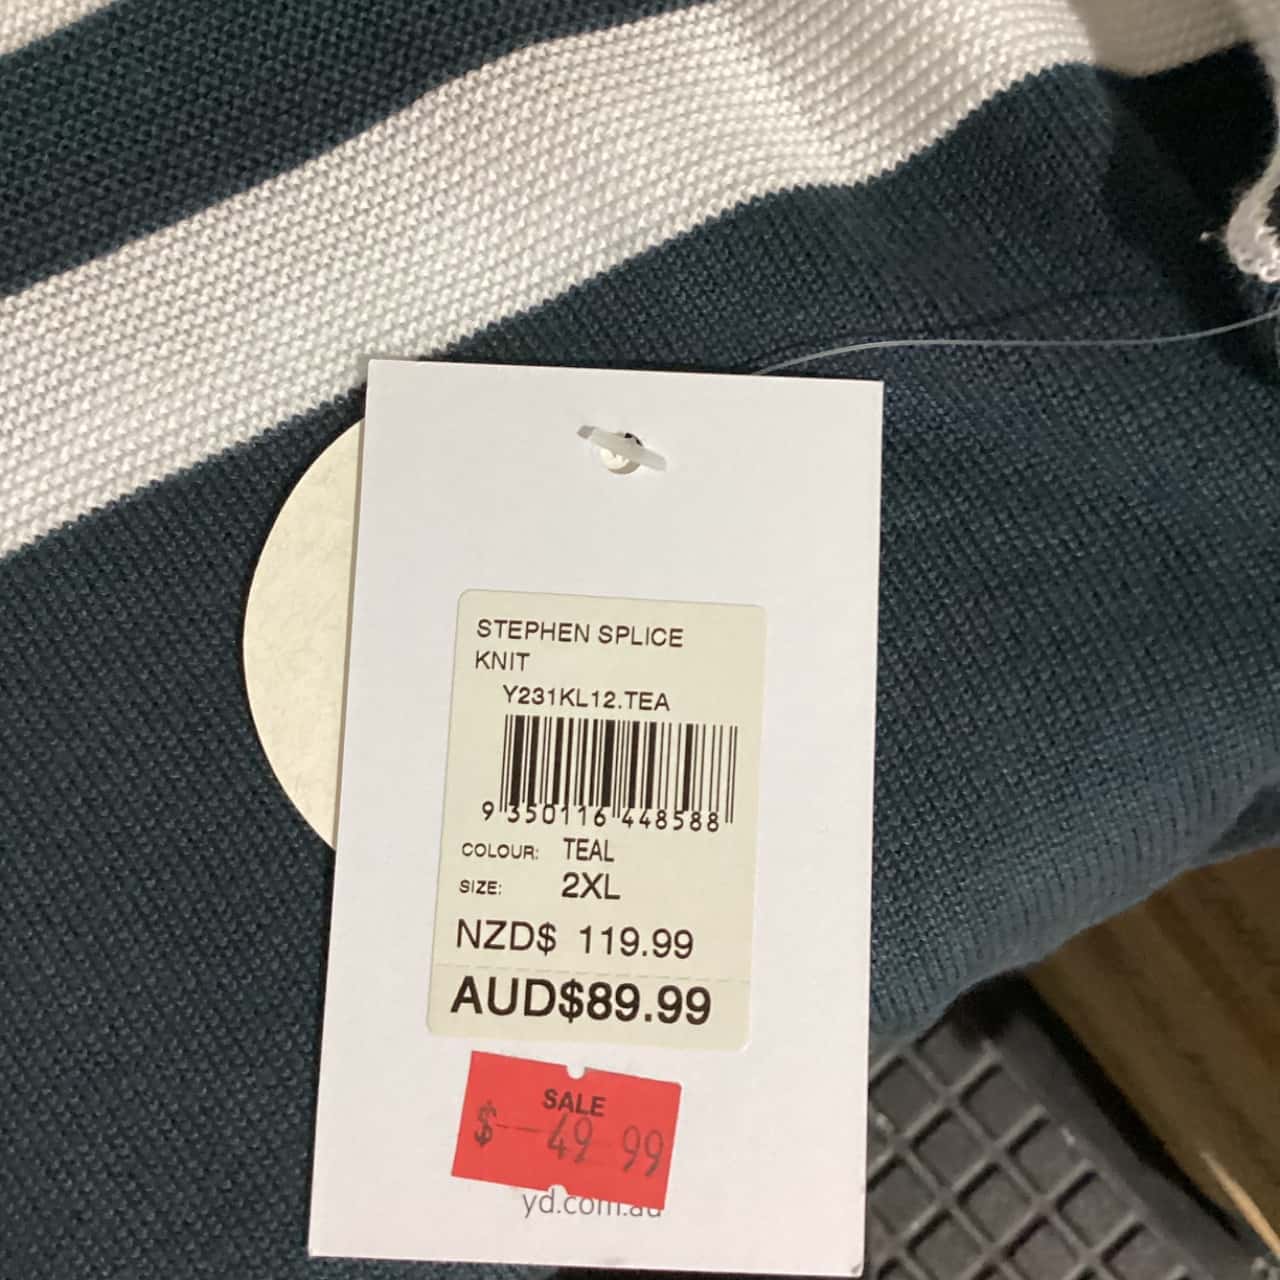 STEPHEN SPLICE
KNIT
Y231KL12.TEA
9 350116 448588
COLOUR: TEAL
SIZE: 2XL
NZD$ 119.99
AUD$89.99
SALE
$ 49 99
yd.com.au